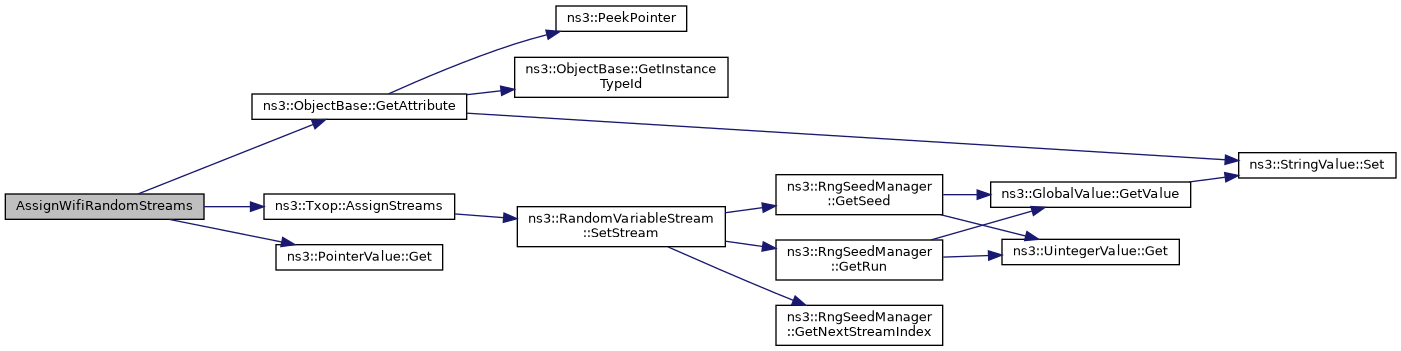 ns3::PeekPointer
ns3::ObjectBase::GetInstance
TypeId
ns3::ObjectBase::GetAttribute
ns3::StringValue::Set
AssignWifiRandomStreams
ns3::Txop::AssignStreams
ns3::RandomVariableStream
::SetStream
ns3::RngSeedManager
::GetSeed
ns3::GlobalValue::GetValue
ns3::PointerValue::Get
ns3::RngSeedManager
::GetRun
ns3::UintegerValue::Get
ns3::RngSeedManager
::GetNextStreamIndex